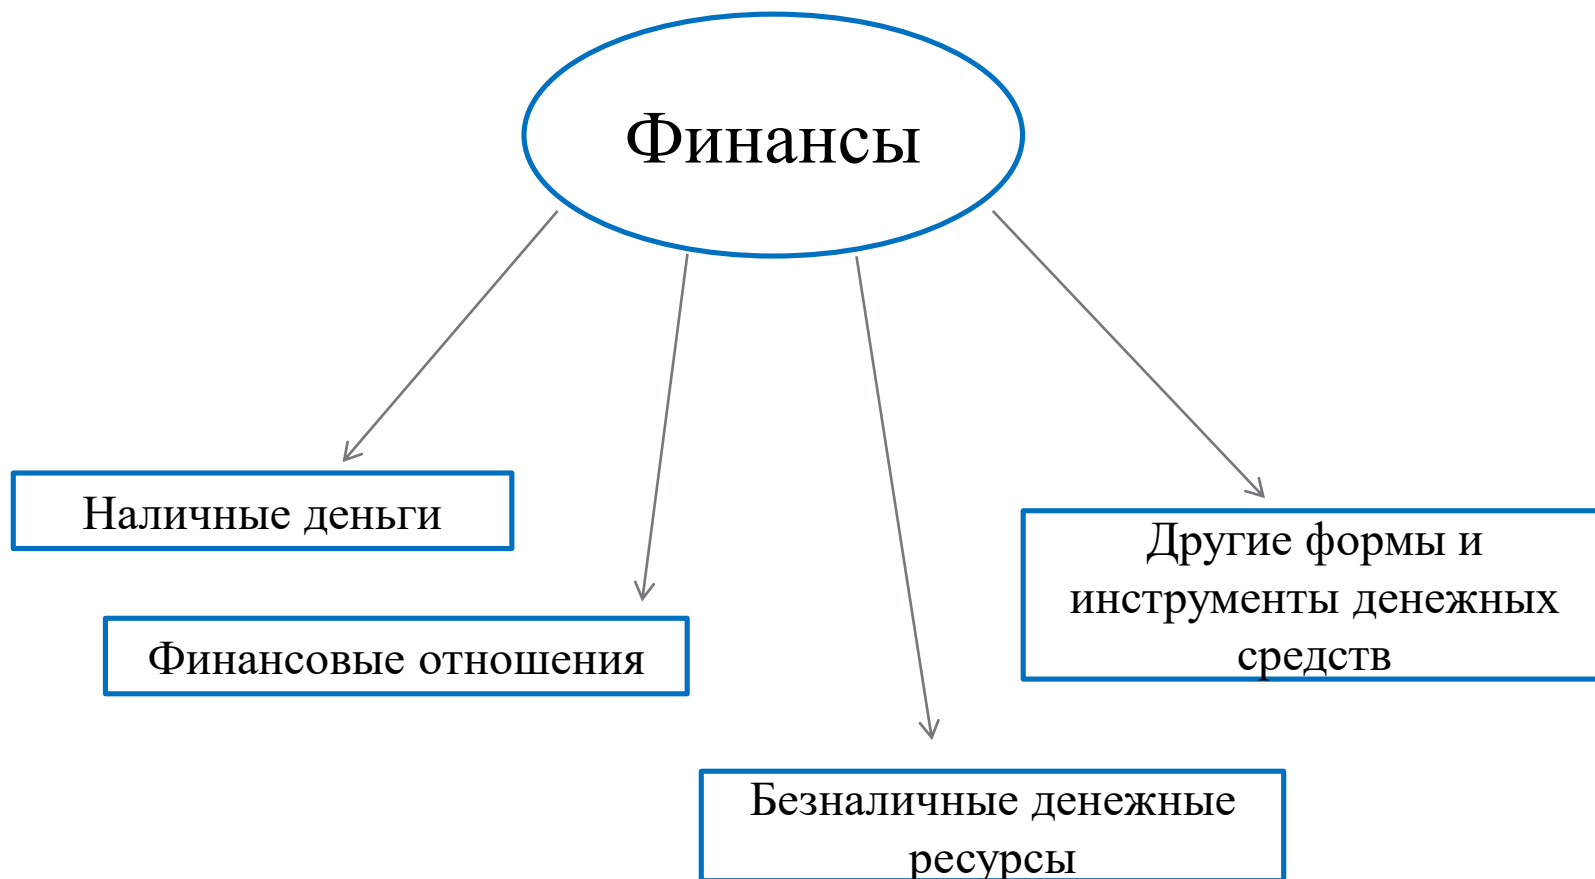 Финансы
Наличные деньги
Финансовые отношения
Другие формы и
инструменты денежных
средств
Безналичные денежные
ресурсы